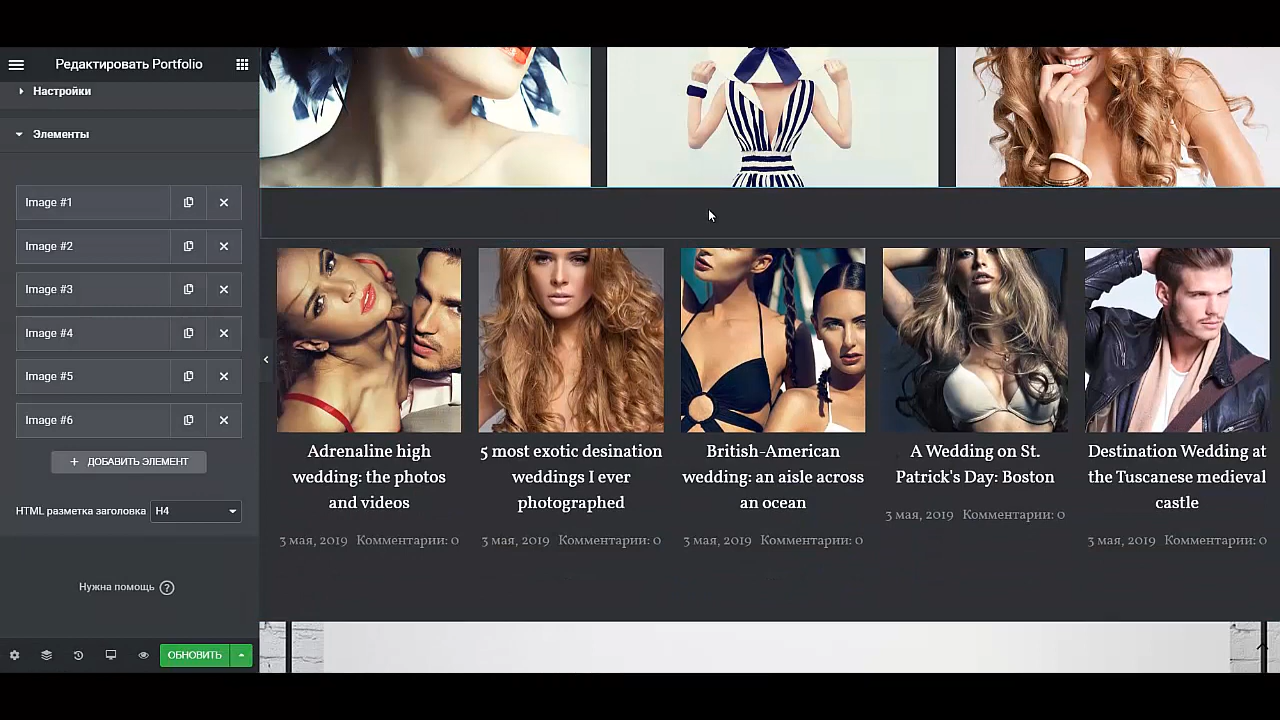 Редактировать Portfolio
Настройки
Элементы
Image #1
Image #2
Image #3
Image #4
Image #5
Image #6
+ ДОБАВИТЬ ЭЛЕМЕНТ
HTML разметка заголовка H4
Нужна помощь ?
ОБНОВИТЬ
Adrenaline high
wedding: the photos
and videos
3 мая, 2019 Комментарии: 0
5 most exotic desination
weddings I ever
photographed
3 мая, 2019 Комментарии: 0
British-American
wedding: an aisle across
an ocean
3 мая, 2019 Комментарии: 0
A Wedding on St.
Patrick's Day: Boston
3 мая, 2019 Комментарии: 0
Destination Wedding at
the Tuscanese medieval
castle
3 мая, 2019 Комментарии: 0